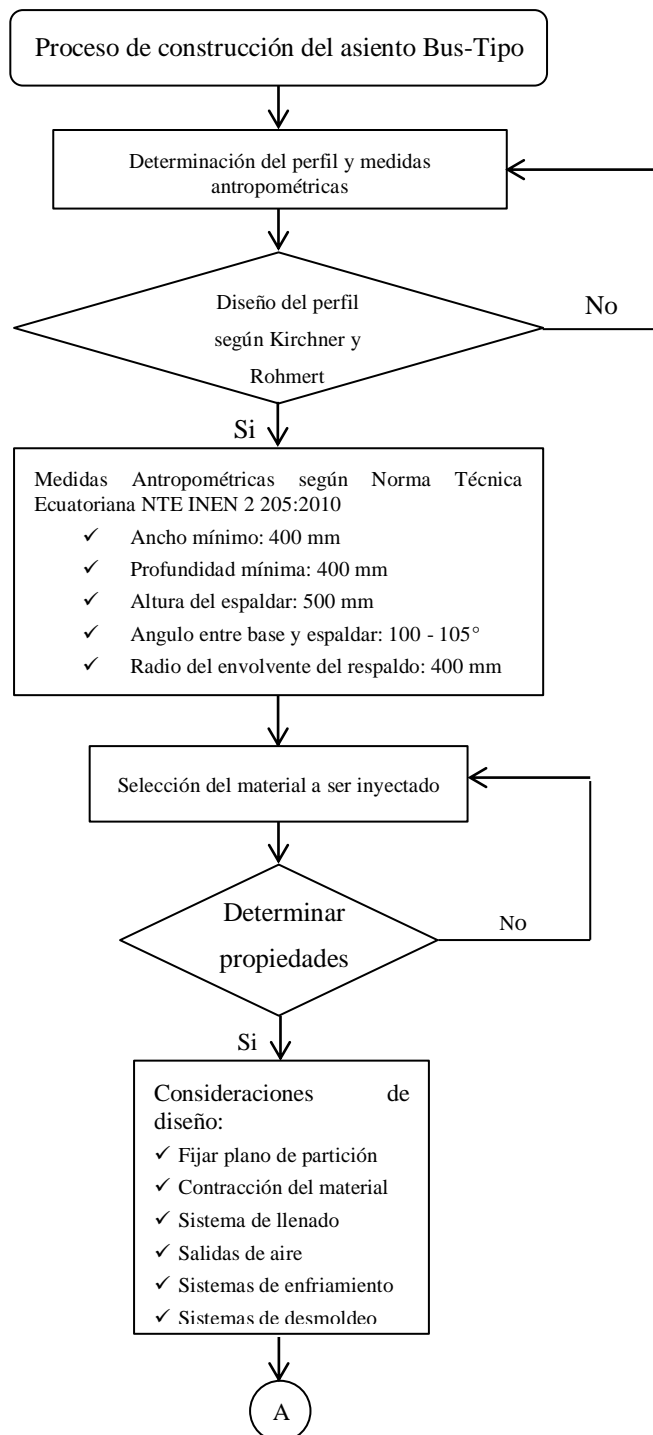 Proceso de construcción del asiento Bus-Tipo
Determinación del perfil y medidas
antropométricas
Diseño del perfil
según Kirchner y
Rohmert
No
Si
Medidas Antropométricas según Norma Técnica
Ecuatoriana NTE INEN 2 205:2010
✓ Ancho mínimo: 400 mm
✓ Profundidad mínima: 400 mm
✓ Altura del espaldar: 500 mm
✓ Angulo entre base y espaldar: 100 - 105°
✓ Radio del envolvente del respaldo: 400 mm
Selección del material a ser inyectado
Determinar
propiedades
No
Si
Consideraciones de
diseño:
✓ Fijar plano de partición
✓ Contracción del material
✓ Sistema de llenado
✓ Salidas de aire
✓ Sistemas de enfriamiento
✓ Sistemas de desmoldeo
A